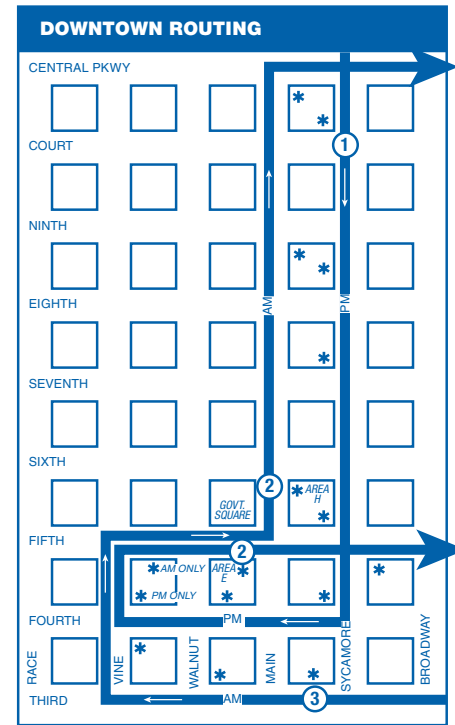 DOWNTOWN ROUTING
CENTRAL PKWY
*
*
1
COURT
NINTH
*
*
EIGHTH
AM
PM
*
SEVENTH
SIXTH
2
GOVT.
SQUARE
* AREA
H
*
FIFTH
2
* AM ONLY
* PM ONLY
AREA *
E
*
*
*
FOURTH
PM
RACE
VINE
WALNUT
MAIN
SYCAMORE
BROADWAY
*
*
*
THIRD
AM
3